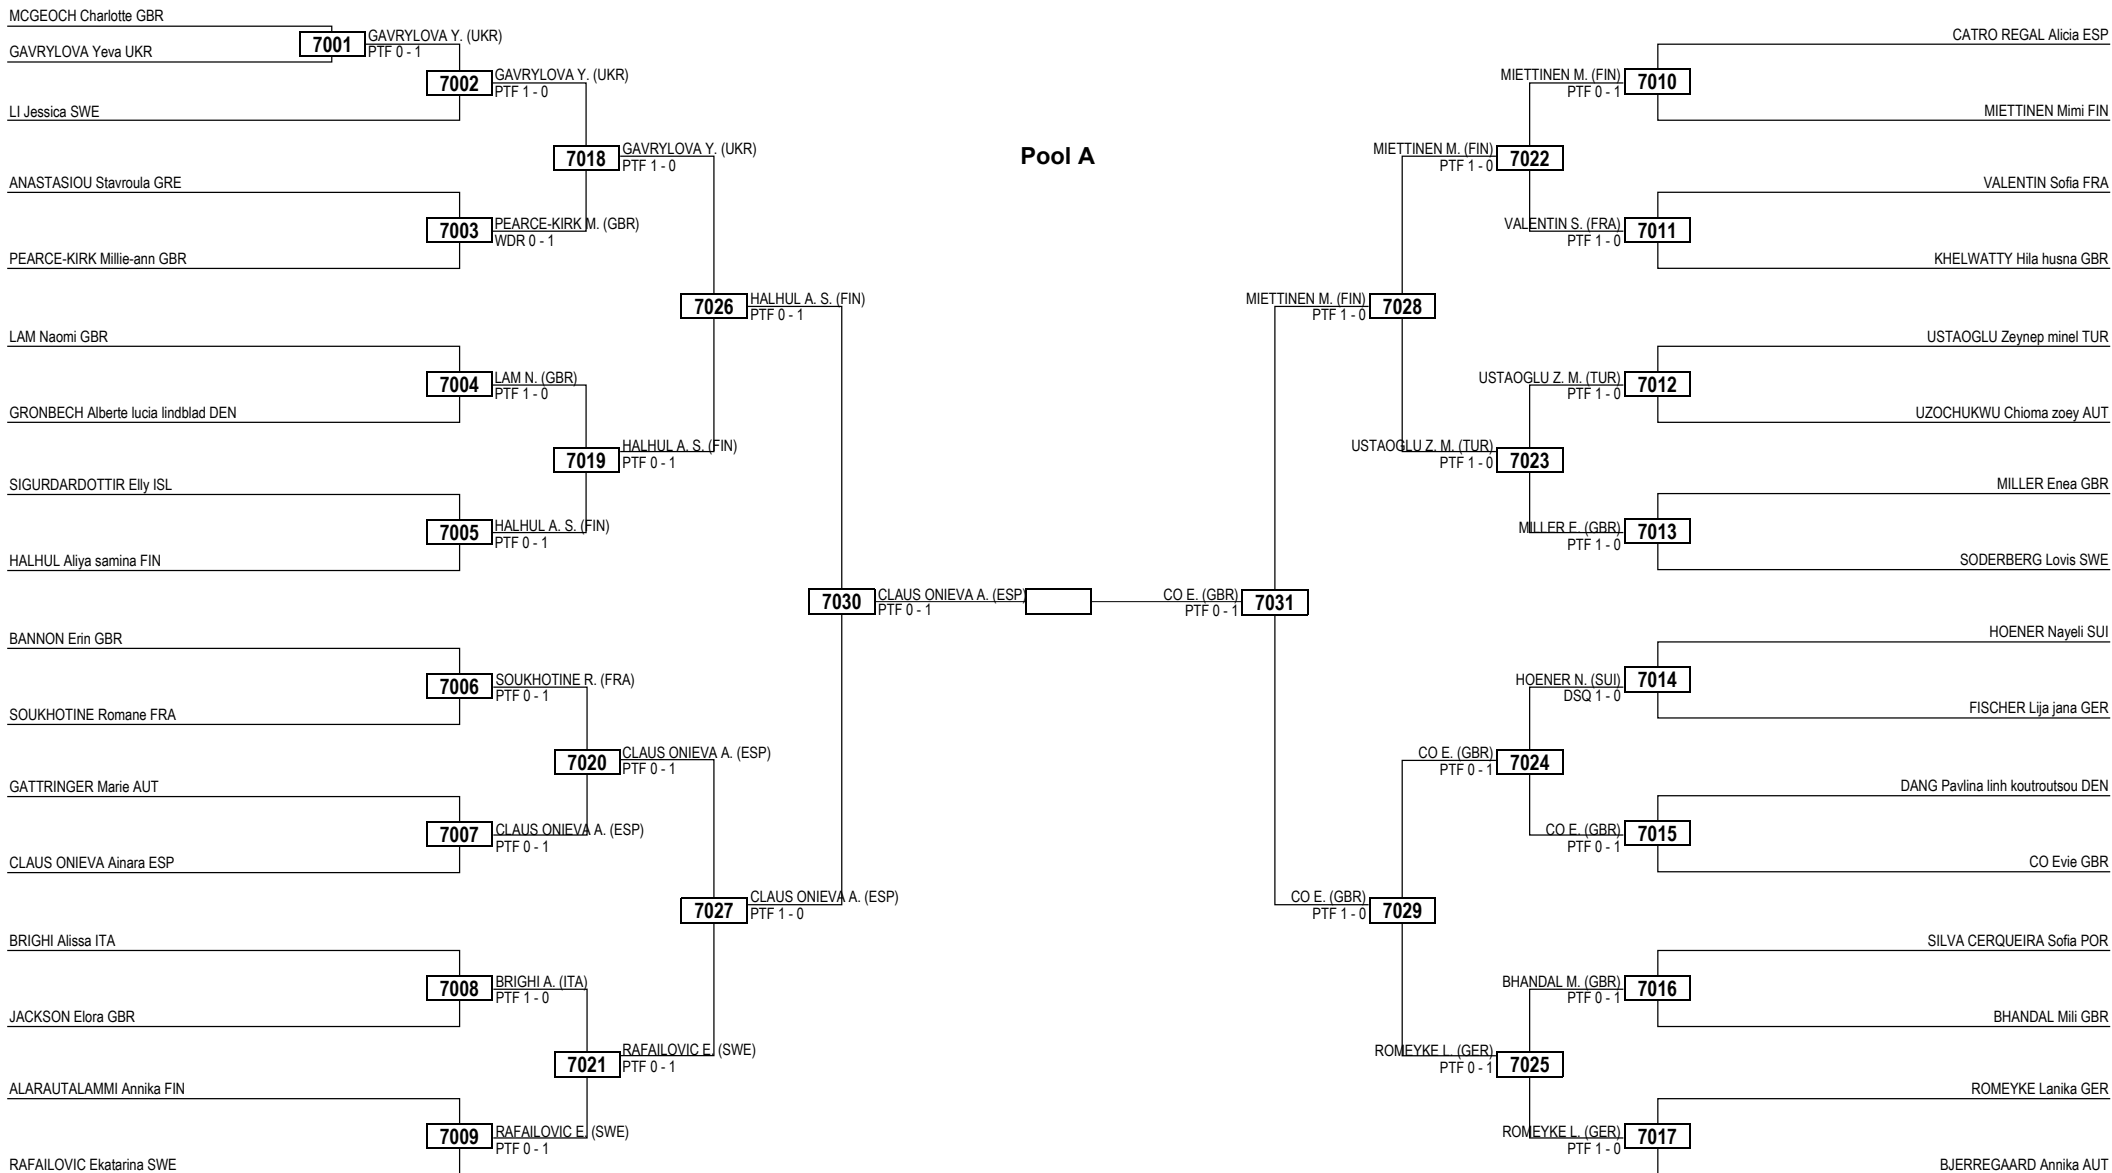 MCGEOCH Charlotte GBR
7001
GAVRYLOVA Y. (UKR)
PTF 0 - 1
GAVRYLOVA Yeva UKR
7002
GAVRYLOVA Y. (UKR)
PTF 1 - 0
LI Jessica SWE
7018
GAVRYLOVA Y. (UKR)
PTF 1 - 0
ANASTASIOU Stavroula GRE
7003
PEARCE-KIRK M. (GBR)
WDR 0 - 1
PEARCE-KIRK Millie-ann GBR
7026
HALHUL A. S. (FIN)
PTF 0 - 1
LAM Naomi GBR
7004
LAM N. (GBR)
PTF 1 - 0
GRONBECH Alberte lucia lindblad DEN
7019
HALHUL A. S. (FIN)
PTF 0 - 1
SIGURDARDOTTIR Elly ISL
7005
HALHUL A. S. (FIN)
PTF 0 - 1
HALHUL Aliya samina FIN
7030
CLAUS ONIEVA A. (ESP)
PTF 0 - 1
BANNON Erin GBR
7006
SOUKHOTINE R. (FRA)
PTF 0 - 1
SOUKHOTINE Romane FRA
7020
CLAUS ONIEVA A. (ESP)
PTF 0 - 1
GATTRINGER Marie AUT
7007
CLAUS ONIEVA A. (ESP)
PTF 0 - 1
CLAUS ONIEVA Ainara ESP
7027
CLAUS ONIEVA A. (ESP)
PTF 1 - 0
BRIGHI Alissa ITA
7008
BRIGHI A. (ITA)
PTF 1 - 0
JACKSON Elora GBR
7021
RAFAILOVIC E. (SWE)
PTF 0 - 1
ALARAUTALAMMI Annika FIN
7009
RAFAILOVIC E. (SWE)
PTF 0 - 1
RAFAILOVIC Ekatarina SWE
Pool A
CATRO REGAL Alicia ESP
MIETTINEN M. (FIN)
PTF 0 - 1
7010
MIETTINEN Mimi FIN
MIETTINEN M. (FIN)
PTF 1 - 0
7022
VALENTIN Sofia FRA
VALENTIN S. (FRA)
PTF 1 - 0
7011
KHELWATTY Hila husna GBR
MIETTINEN M. (FIN)
PTF 1 - 0
7028
USTAOGLU Zeynep minel TUR
USTAOGLU Z. M. (TUR)
PTF 1 - 0
7012
UZOCHUKWU Chioma zoey AUT
USTAOGLU Z. M. (TUR)
PTF 1 - 0
7023
MILLER Enea GBR
MILLER E. (GBR)
PTF 1 - 0
7013
SODERBERG Lovis SWE
CO E. (GBR)
PTF 0 - 1
7031
HOENER Nayeli SUI
HOENER N. (SUI)
DSQ 1 - 0
7014
FISCHER Lija jana GER
CO E. (GBR)
PTF 0 - 1
7024
DANG Pavlina linh koutroutsou DEN
CO E. (GBR)
PTF 0 - 1
7015
CO Evie GBR
CO E. (GBR)
PTF 1 - 0
7029
SILVA CERQUEIRA Sofia POR
BHANDAL M. (GBR)
PTF 0 - 1
7016
BHANDAL Mili GBR
ROMEYKE L. (GER)
PTF 0 - 1
7025
ROMEYKE Lanika GER
ROMEYKE L. (GER)
PTF 1 - 0
7017
BJERREGAARD Annika AUT